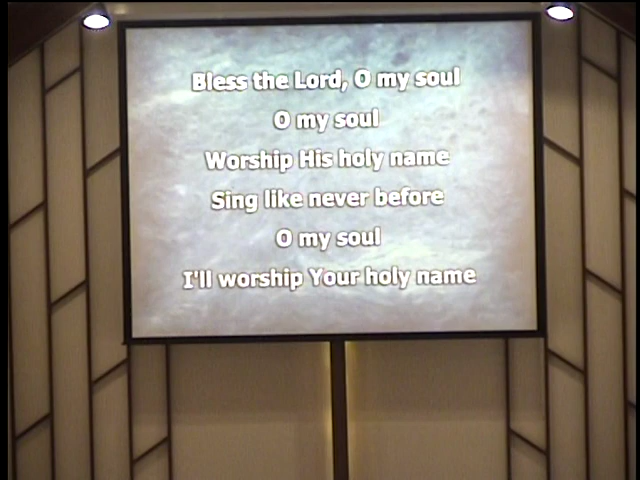 Bless the Lord, O my soul
O my soul
Worship His holy name
Sing like never before
O my soul
I'll worship Your holy name